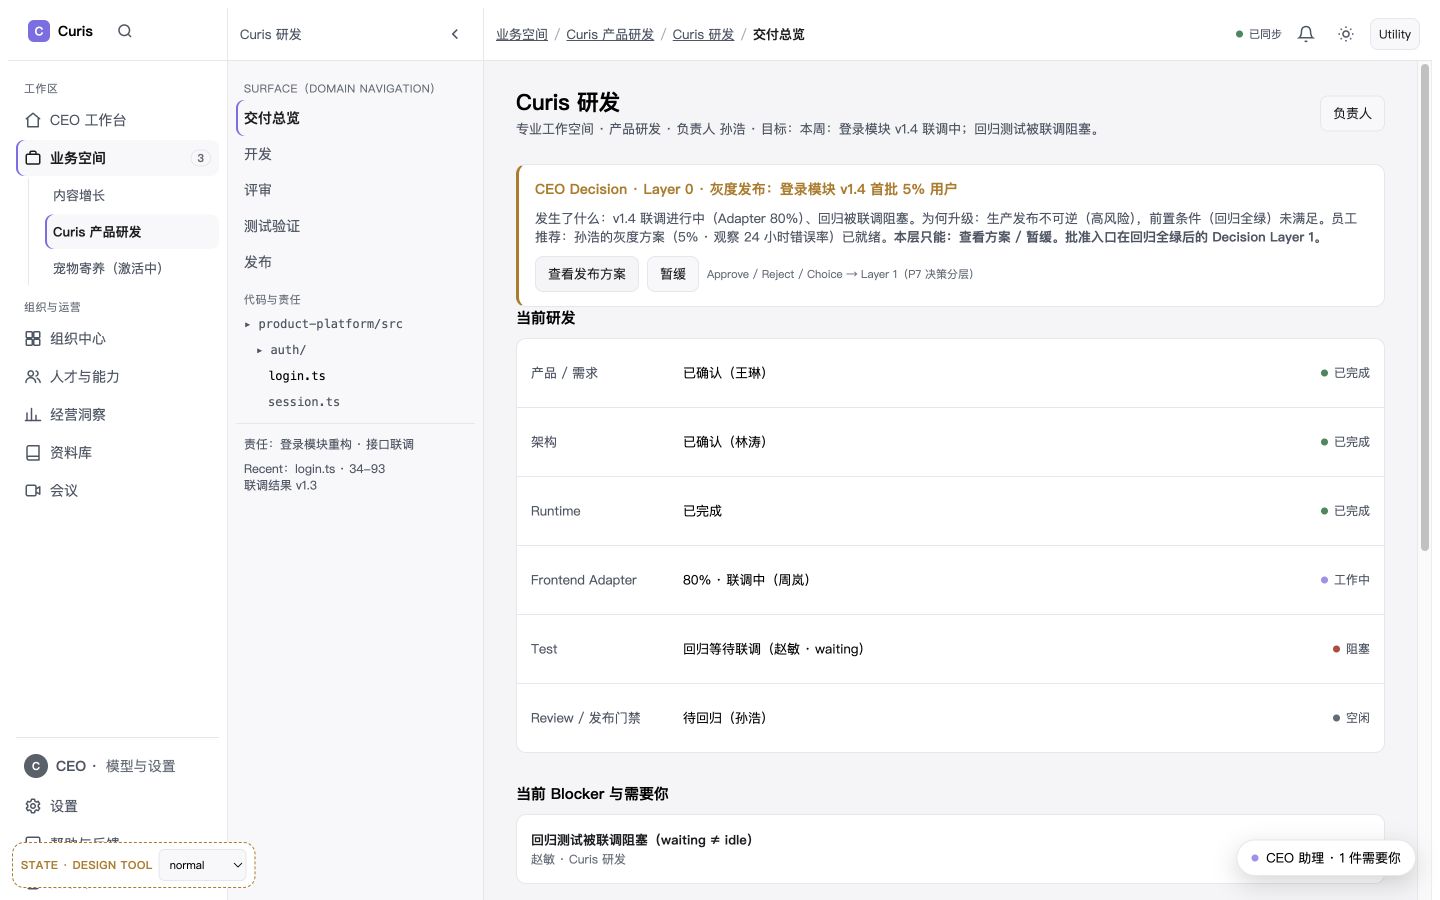 C Curis
工作区
CEO 工作台
业务空间 3
内容增长
Curis 产品研发
宠物寄养（激活中）
组织与运营
组织中心
人才与能力
经营洞察
资料库
会议
C CEO · 模型与设置
设置
STATE · DESIGN TOOL normal
Curis 研发
SURFACE（DOMAIN NAVIGATION）
交付总览
开发
评审
测试验证
发布
代码与责任
▸ product-platform/src
▸ auth/
login.ts
session.ts
责任：登录模块重构 · 接口联调
Recent：login.ts · 34–93
联调结果 v1.3
业务空间 / Curis 产品研发 / Curis 研发 / 交付总览
已同步
Utility
Curis 研发
专业工作空间 · 产品研发 · 负责人 孙浩 · 目标：本周：登录模块 v1.4 联调中；回归测试被联调阻塞。
负责人
CEO Decision · Layer 0 · 灰度发布：登录模块 v1.4 首批 5% 用户
发生了什么：v1.4 联调进行中（Adapter 80%）、回归被联调阻塞。为何升级：生产发布不可逆（高风险），前置条件（回归全绿）未满足。员工
推荐：孙浩的灰度方案（5% · 观察 24 小时错误率）已就绪。本层只能：查看方案 / 暂缓。批准入口在回归全绿后的 Decision Layer 1。
查看发布方案 暂缓 Approve / Reject / Choice → Layer 1（P7 决策分层）
当前研发
产品 / 需求 已确认（王琳） 已完成
架构 已确认（林涛） 已完成
Runtime 已完成 已完成
Frontend Adapter 80% · 联调中（周岚） 工作中
Test 回归等待联调（赵敏 · waiting） 阻塞
Review / 发布门禁 待回归（孙浩） 空闲
当前 Blocker 与需要你
回归测试被联调阻塞（waiting ≠ idle）
赵敏 · Curis 研发
CEO 助理 · 1 件需要你